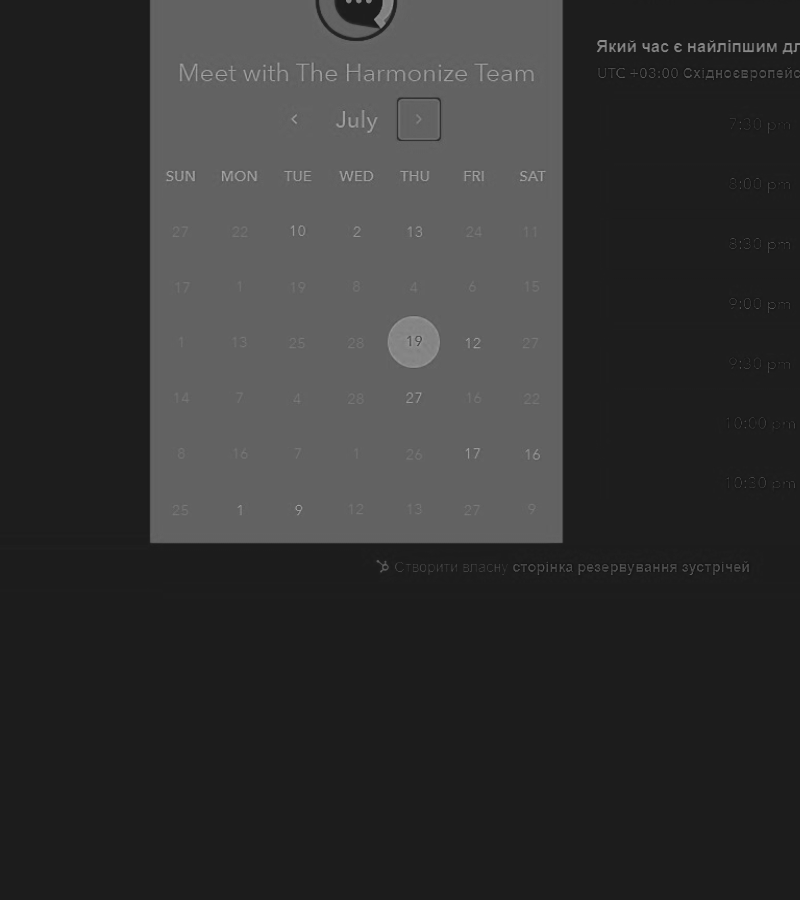 Meet with The Harmonize Team
July
SUN MON TUE WED THU FRI SAT
27 22 10 2 13 24 11
17 1 19 8 4 6 15
1 13 25 28 19 12 27
14 7 4 28 27 16 22
8 16 7 1 26 17 16
25 1 9 12 13 27 9
Який час є найліпшим
UTC +03:00
7:30 pm
8:00 pm
8:30 pm
9:00 pm
9:30 pm
10:00 pm
10:30 pm
Створити власну сторінка резервування зустрічей